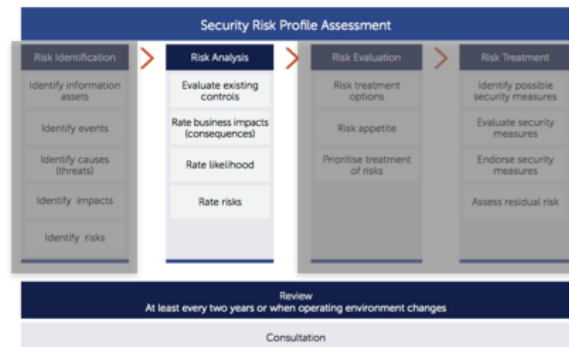 Security Risk Profile Assessment
Risk Identification
Identify information
assets
Identify events
Identify causes
(threats)
Identify impacts
Identify risks
Risk Analysis
Evaluate existing
controls
Rate business impacts
(consequences)
Rate likelihood
Rate risks
Risk Evaluation
Risk treatment
options
Risk appetite
Prioritise treatment
of risks
Risk Treatment
Identify possible
security measures
Evaluate security
measures
Endorse security
measures
Assess residual risk
Review
At least every two years or when operating environment changes
Consultation